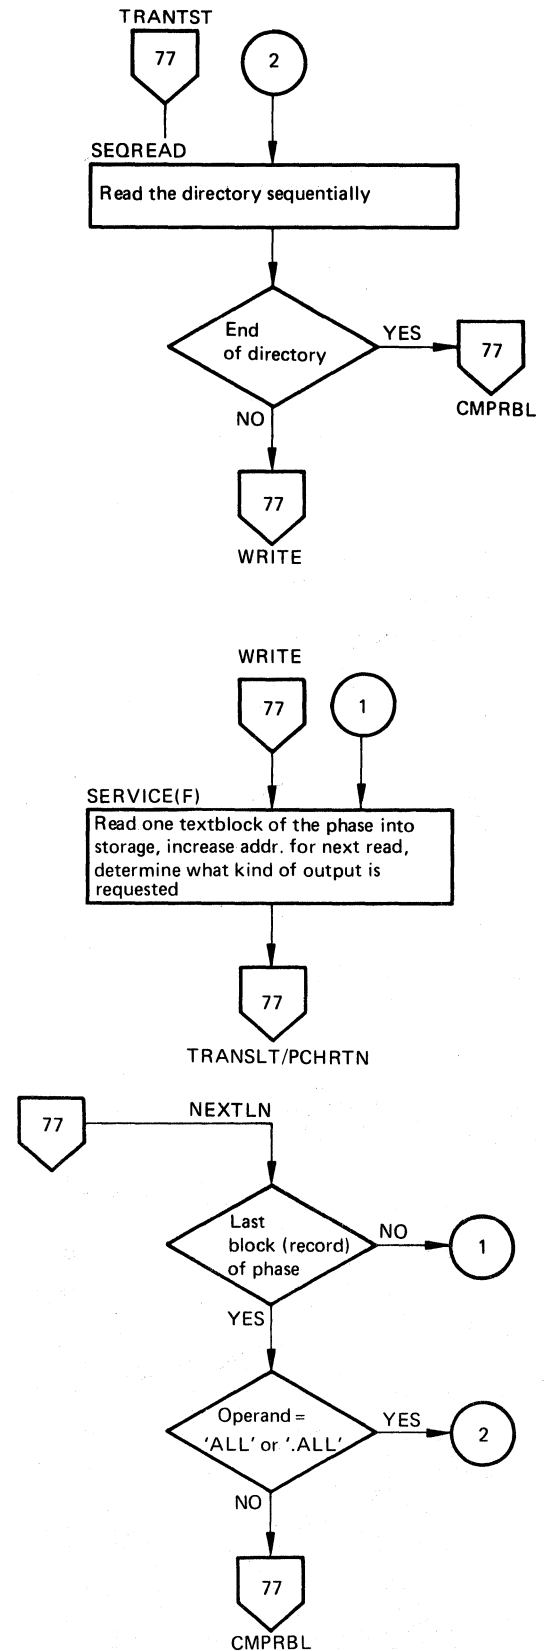 TRANTST
77
2
SEQREAD
Read the directory sequentially
End
of directory
YES
77
CMPRBL
NO
77
WRITE
WRITE
77
1
SERVICE(F)
Read one textblock of the phase into
storage, increase addr. for next read,
determine what kind of output is
requested
77
TRANSLT/PCHRTN
77
NEXTLN
Last
block (record)
of phase
NO
1
YES
Operand =
'ALL' or '.ALL'
YES
2
NO
77
CMPRBL